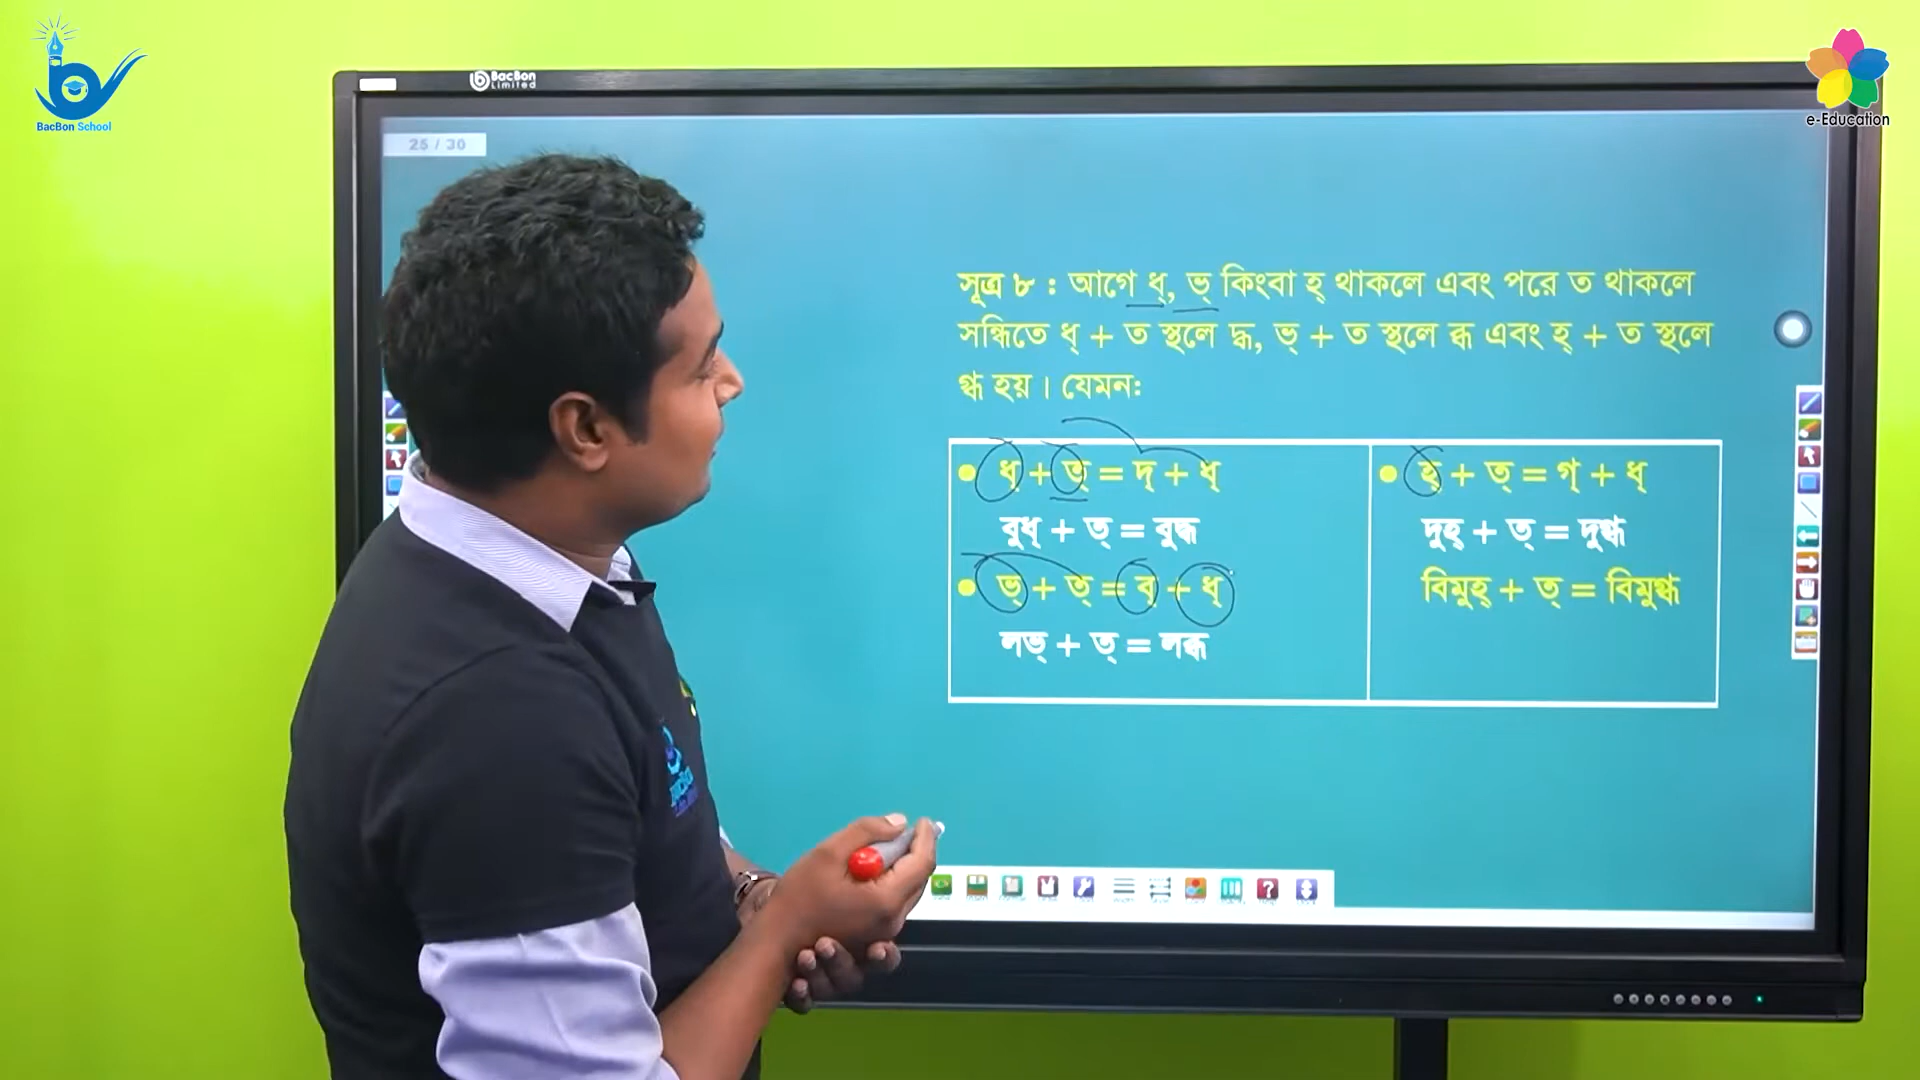 BacBon School
BacBon
Limited
e-Education
25 / 30
সূত্র ৮ : আগে ধ্, ভ্ কিংবা হ্ থাকলে এবং পরে ত থাকলে
সন্ধিতে ধ্ + ত স্থলে দ্ধ, ভ্ + ত স্থলে ব্ধ এবং হ্ + ত স্থলে
গ্ধ হয়। যেমন:
• ধ্ + ত্ = দ্ + ধ্
বুধ্ + ত্ = বুদ্ধ
• ভ্ + ত্ = ব্ + ধ্
লভ্ + ত্ = লব্ধ
• হ্ + ত্ = গ্ + ধ্
দুহ্ + ত্ = দুগ্ধ
বিমুহ্ + ত্ = বিমুগ্ধ